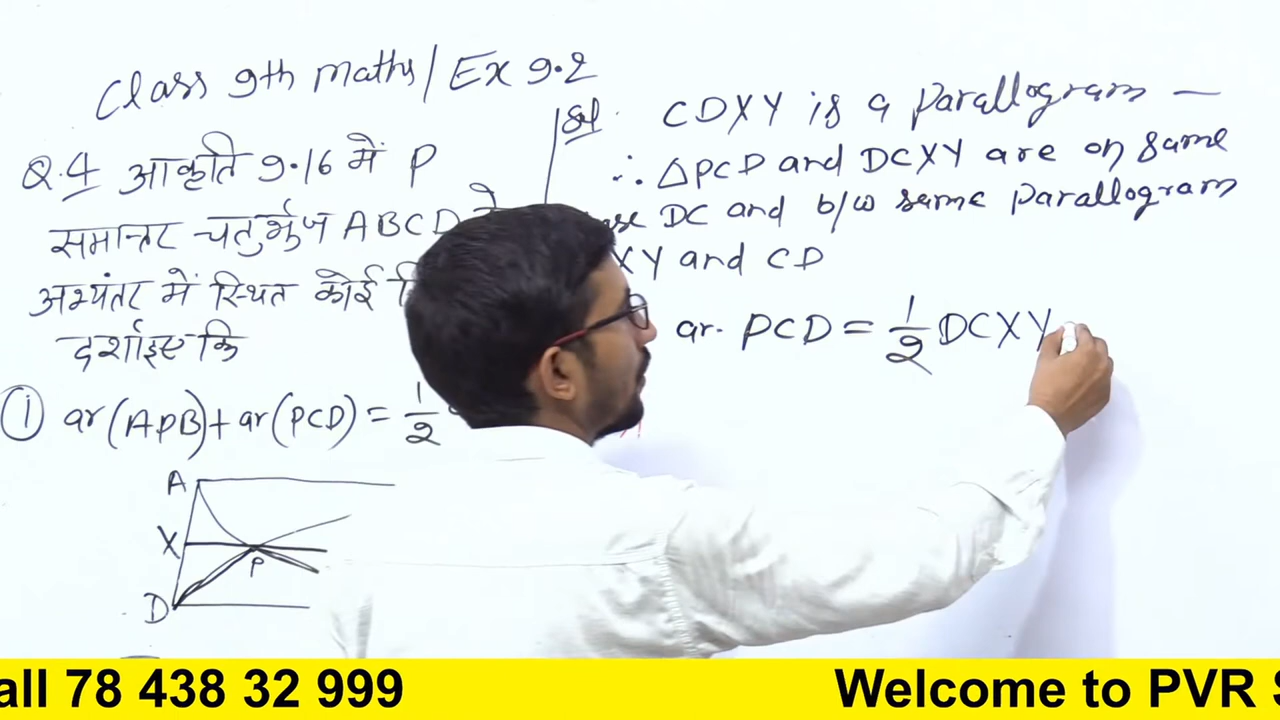 Class 9th maths / Ex 9.2
Q.4 आकृति 9.16 में P
समान्तर चतुर्भुज ABCD
अभ्यंतर में स्थित कोई
दर्शाइए कि
① ar(APB)+ar(PCD) = 1/2
A
X
P
D
Sol. CDXY is a Parallogram —
∴ △PCD and DCXY are on same
DC and b/w same Parallogram
XY and CD
ar. PCD = 1/2 DCXY
all 78 438 32 999
Welcome to PVR S